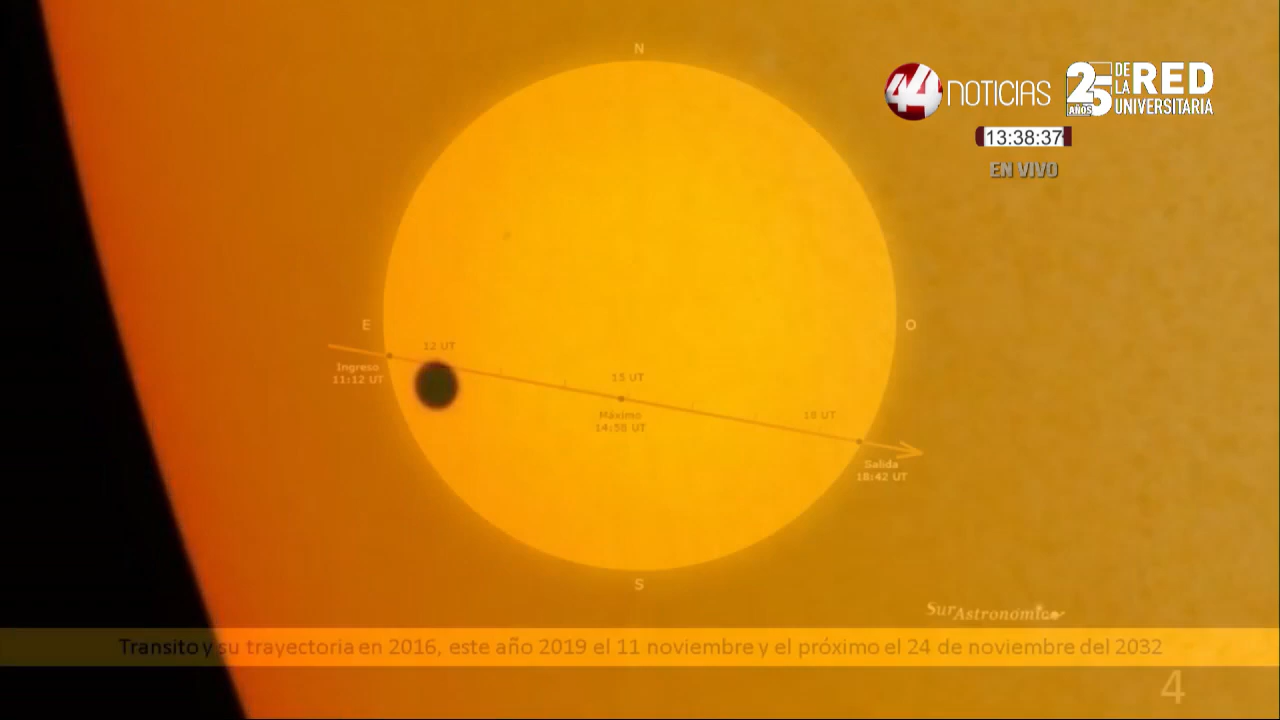 N
44 NOTICIAS
25 AÑOS DE LA RED UNIVERSITARIA
13:38:37
EN VIVO
E
O
12 UT
Ingreso
11:12 UT
15 UT
Máximo
14:58 UT
18 UT
Salida
18:42 UT
S
SurAstronómico
Transito y su trayectoria en 2016, este año 2019 el 11 noviembre y el próximo el 24 de noviembre del 2032
4